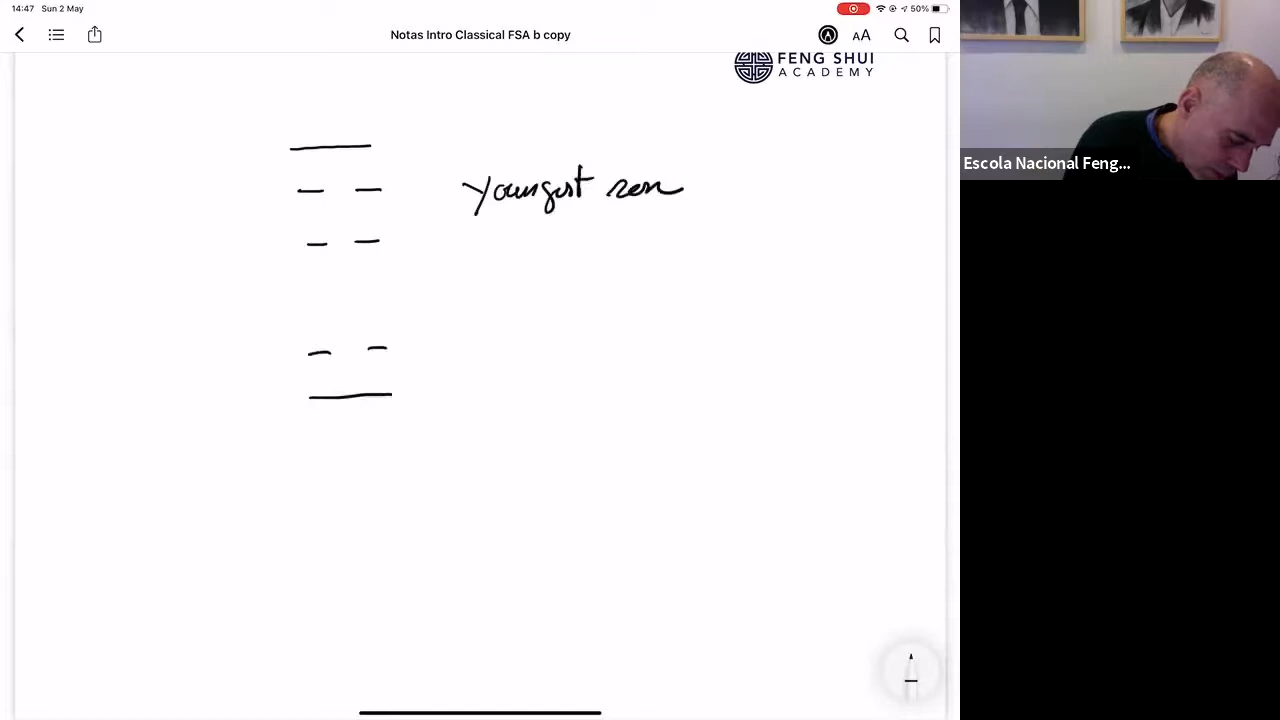 14:47 Sun 2 May
50%
Notas Intro Classical FSA b copy
AA
FENG SHUI
ACADEMY
Youngest son
Escola Nacional Feng...